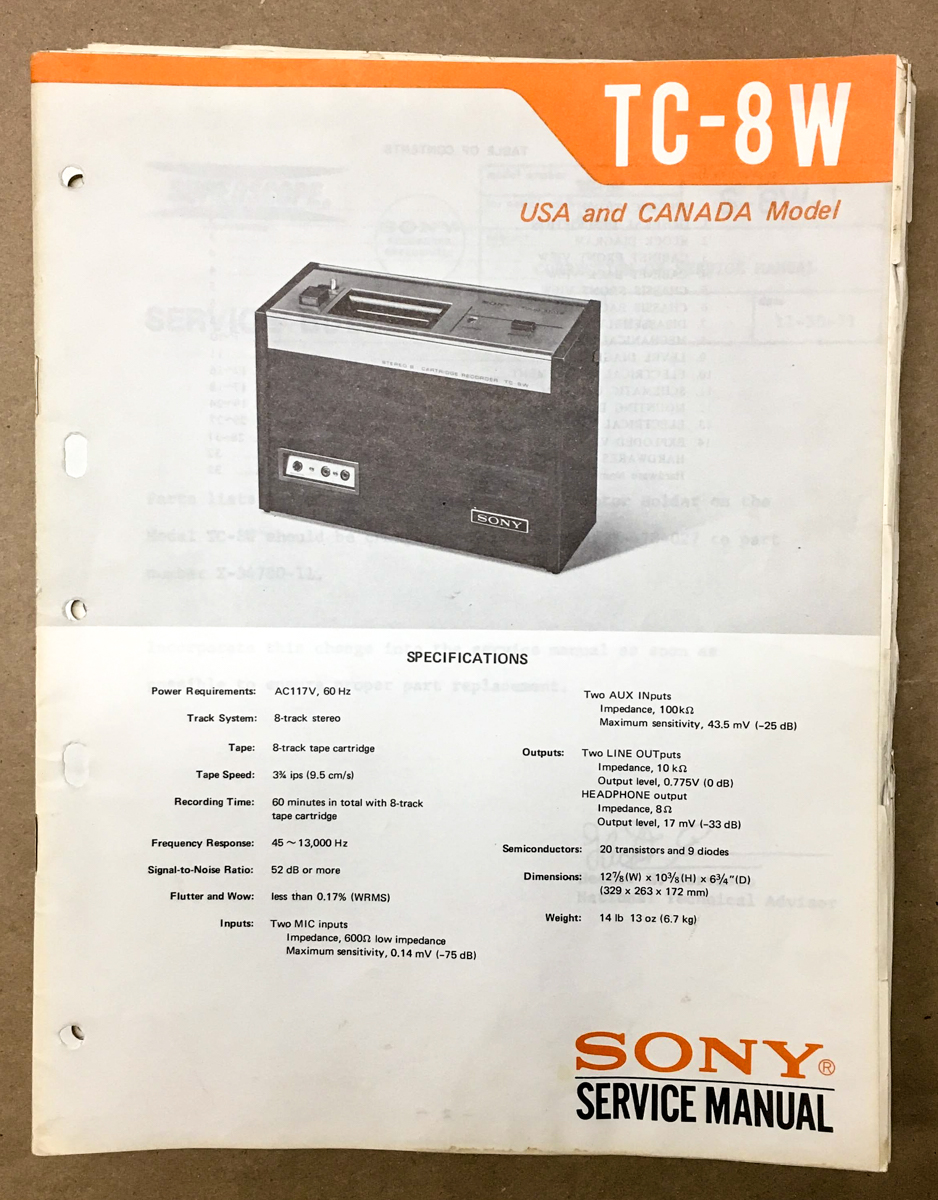 TC-8W
USA and CANADA Model
SONY
STEREO 8 CARTRIDGE RECORDER TC 8W
SONY
SPECIFICATIONS
Power Requirements: AC117V, 60 Hz
Track System: 8-track stereo
Tape: 8-track tape cartridge
Tape Speed: 3¾ ips (9.5 cm/s)
Recording Time: 60 minutes in total with 8-track
tape cartridge
Frequency Response: 45 ~ 13,000 Hz
Signal-to-Noise Ratio: 52 dB or more
Flutter and Wow: less than 0.17% (WRMS)
Inputs: Two MIC inputs
Impedance, 600Ω low impedance
Maximum sensitivity, 0.14 mV (−75 dB)
Two AUX INputs
Impedance, 100kΩ
Maximum sensitivity, 43.5 mV (−25 dB)
Outputs: Two LINE OUTputs
Impedance, 10 kΩ
Output level, 0.775V (0 dB)
HEADPHONE output
Impedance, 8Ω
Output level, 17 mV (−33 dB)
Semiconductors: 20 transistors and 9 diodes
Dimensions: 12⅞(W) x 10⅜(H) x 6¾″(D)
(329 x 263 x 172 mm)
Weight: 14 lb 13 oz (6.7 kg)
SONY®
SERVICE MANUAL